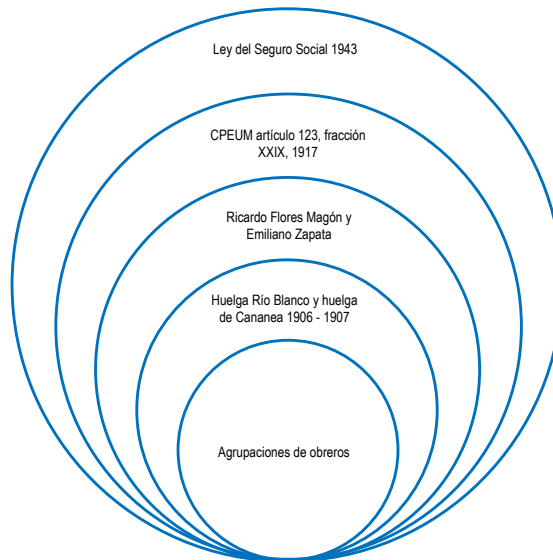 Ley del Seguro Social 1943
CPEUM artículo 123, fracción
XXIX, 1917
Ricardo Flores Magón y
Emiliano Zapata
Huelga Río Blanco y huelga
de Cananea 1906 - 1907
Agrupaciones de obreros